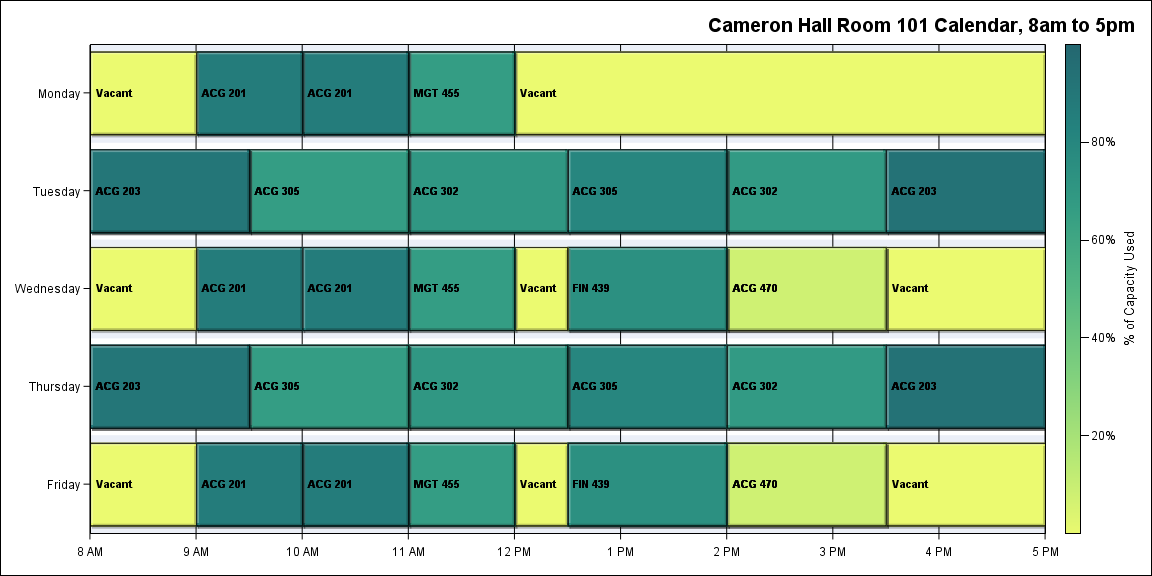 Cameron Hall Room 101 Calendar, 8am to 5pm
Monday
Vacant
ACG 201
ACG 201
MGT 455
Vacant
Tuesday
ACG 203
ACG 305
ACG 302
ACG 305
ACG 302
ACG 203
Wednesday
Vacant
ACG 201
ACG 201
MGT 455
Vacant
FIN 439
ACG 470
Vacant
Thursday
ACG 203
ACG 305
ACG 302
ACG 305
ACG 302
ACG 203
Friday
Vacant
ACG 201
ACG 201
MGT 455
Vacant
FIN 439
ACG 470
Vacant
8 AM
9 AM
10 AM
11 AM
12 PM
1 PM
2 PM
3 PM
4 PM
5 PM
80%
60%
40%
20%
% of Capacity Used